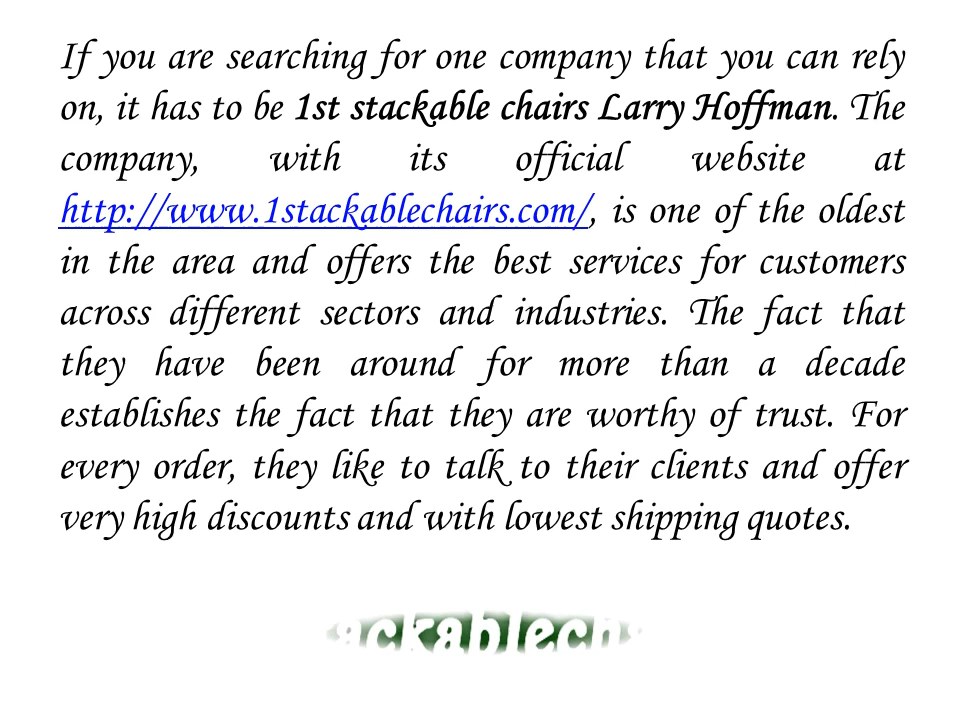 If you are searching for one company that you can rely
on, it has to be 1st stackable chairs Larry Hoffman. The
company, with its official website at
http://www.1stackablechairs.com/, is one of the oldest
in the area and offers the best services for customers
across different sectors and industries. The fact that
they have been around for more than a decade
establishes the fact that they are worthy of trust. For
every order, they like to talk to their clients and offer
very high discounts and with lowest shipping quotes.
ackablecha